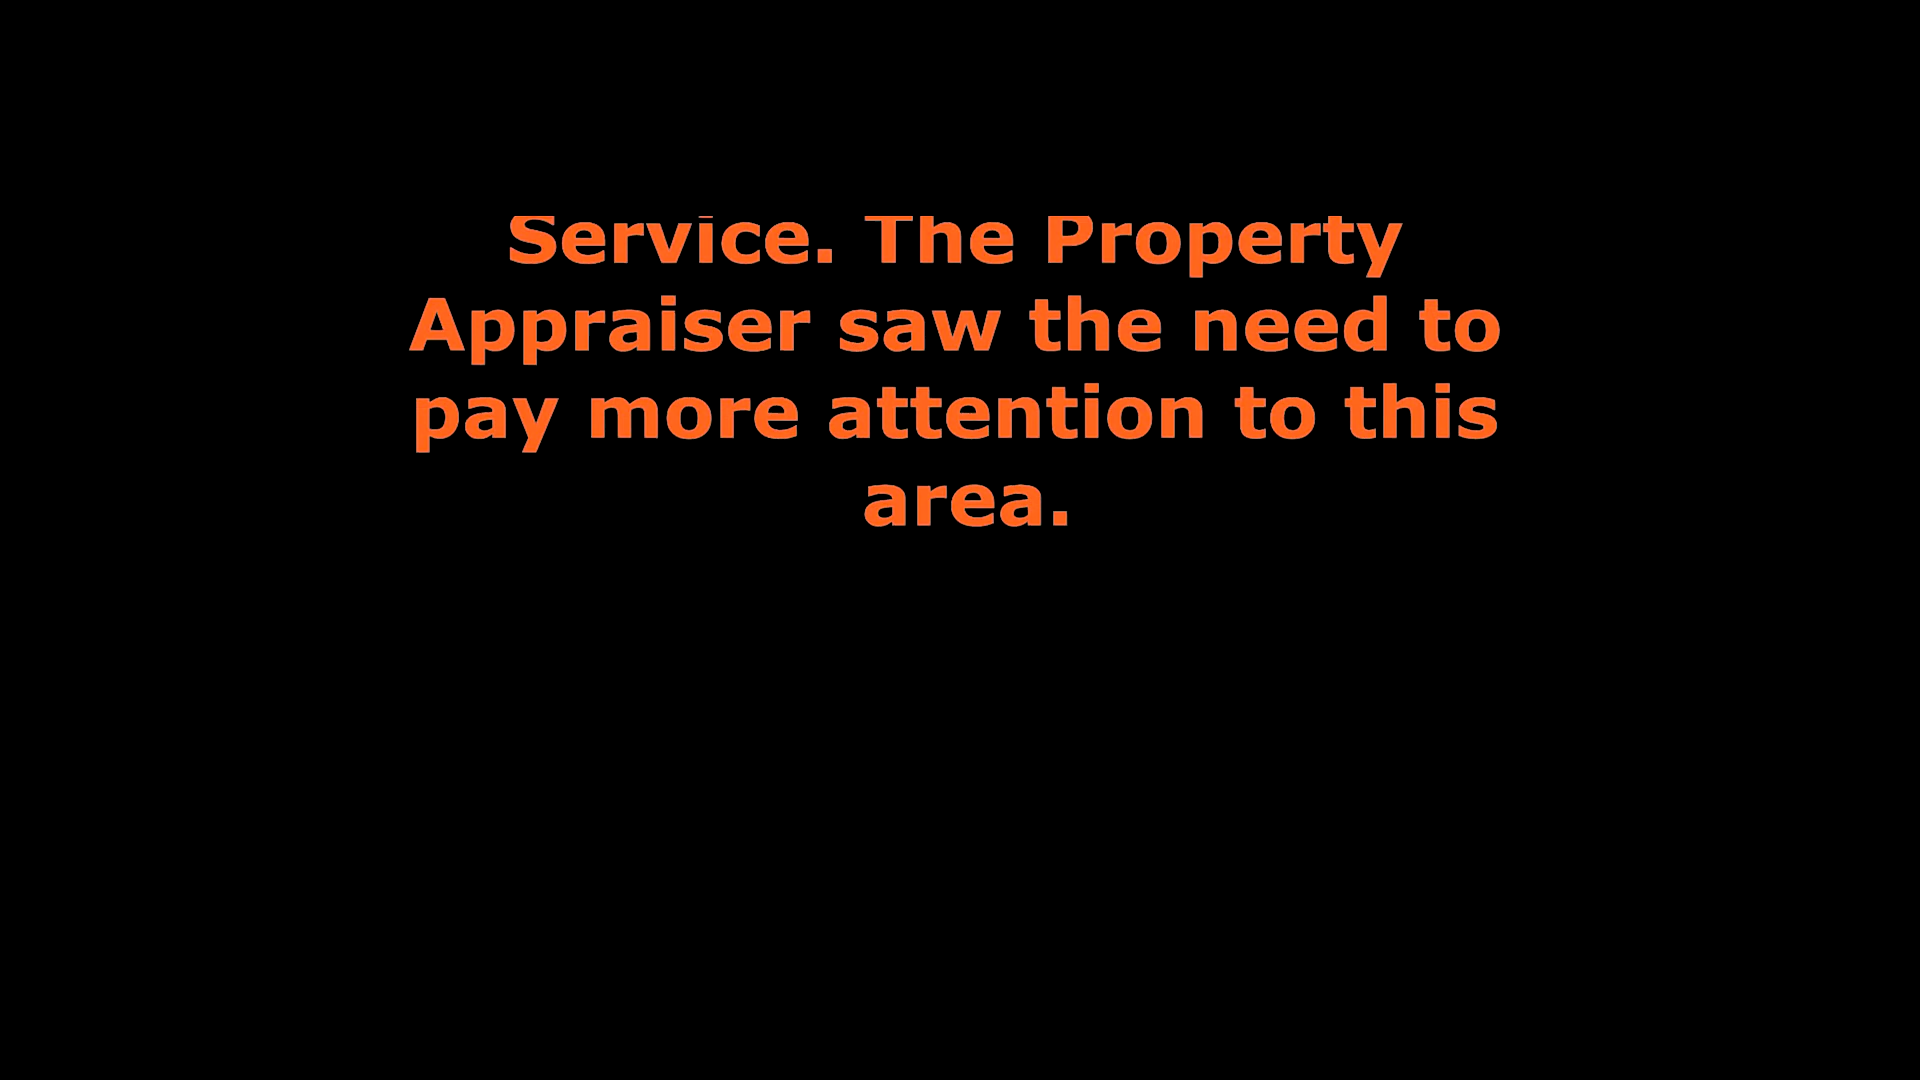 Service. The Property
Appraiser saw the need to
pay more attention to this
area.